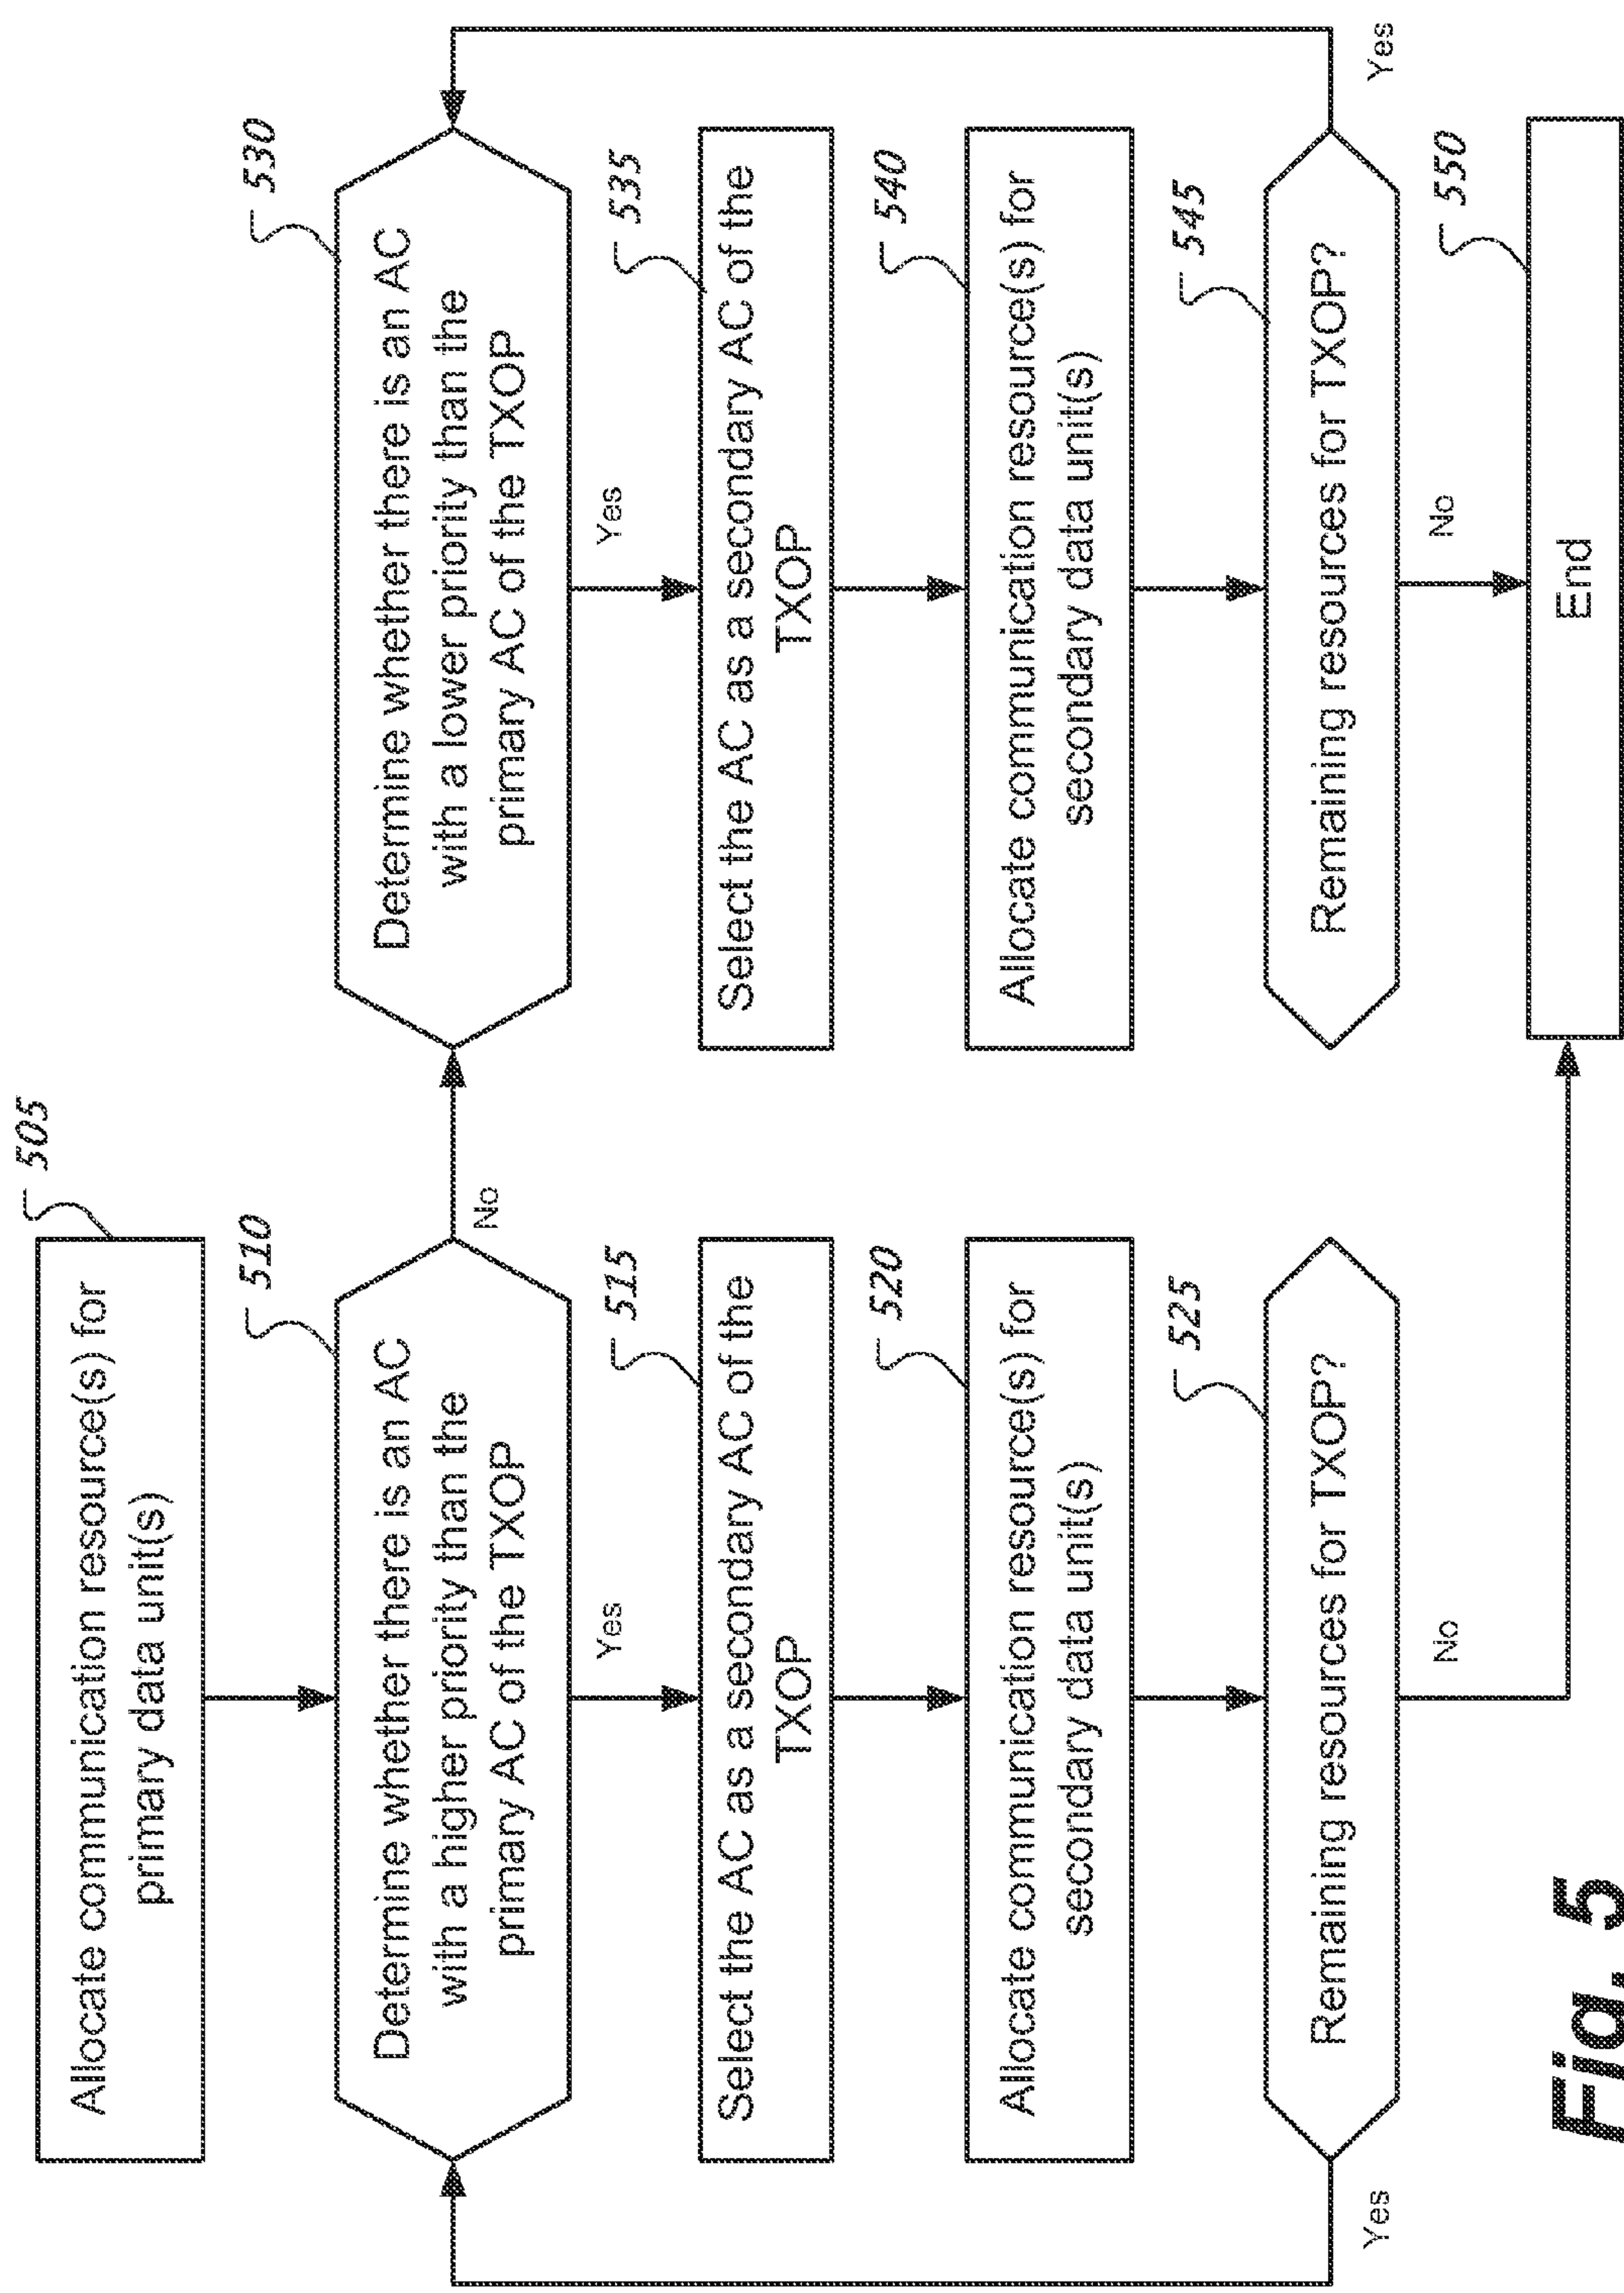 505
Allocate communication resource(s) for
primary data unit(s)
510
Determine whether there is an AC
with a higher priority than the
primary AC of the TXOP
No
Yes
515
Select the AC as a secondary AC of the
TXOP
520
Allocate communication resource(s) for
secondary data unit(s)
525
Remaining resources for TXOP?
Yes
No
530
Determine whether there is an AC
with a lower priority than the
primary AC of the TXOP
Yes
535
Select the AC as a secondary AC of the
TXOP
540
Allocate communication resource(s) for
secondary data unit(s)
545
Remaining resources for TXOP?
Yes
No
550
End
Fig. 5